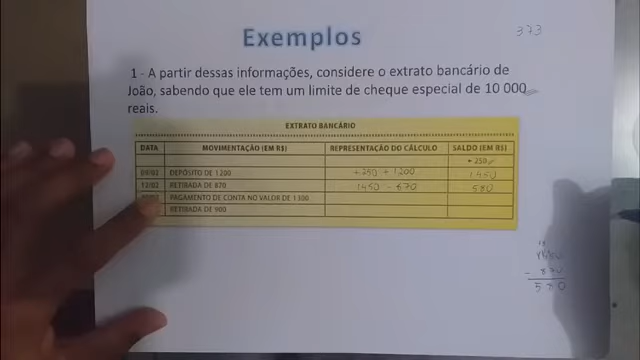 373
Exemplos
1 - A partir dessas informações, considere o extrato bancário de
João, sabendo que ele tem um limite de cheque especial de 10 000
reais.
EXTRATO BANCÁRIO
DATA MOVIMENTAÇÃO (EM R$) REPRESENTAÇÃO DO CÁLCULO SALDO (EM R$)
+ 250
DEPÓSITO DE 1200 +250 + 1200 1450
12/02 RETIRADA DE 870 1450 - 870 580
PAGAMENTO DE CONTA NO VALOR DE 1300
RETIRADA DE 900
- 870
580